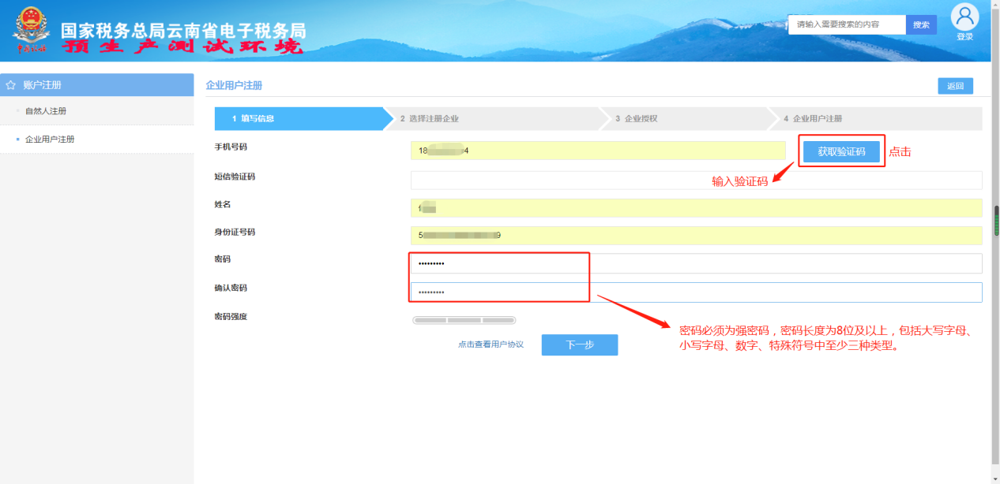 国家税务总局云南省电子税务局
预生产测试环境
请输入需要搜索的内容
搜索
登录
账户注册
自然人注册
企业用户注册
企业用户注册
返回
1 填写信息
2 选择注册企业
3 企业授权
4 企业用户注册
手机号码
18
4
获取验证码
点击
短信验证码
输入验证码
姓名
身份证号码
5
9
密码
•••••••••
确认密码
•••••••••
密码强度
密码必须为强密码，密码长度为8位及以上，包括大写字母、
小写字母、数字、特殊符号中至少三种类型。
点击查看用户协议
下一步